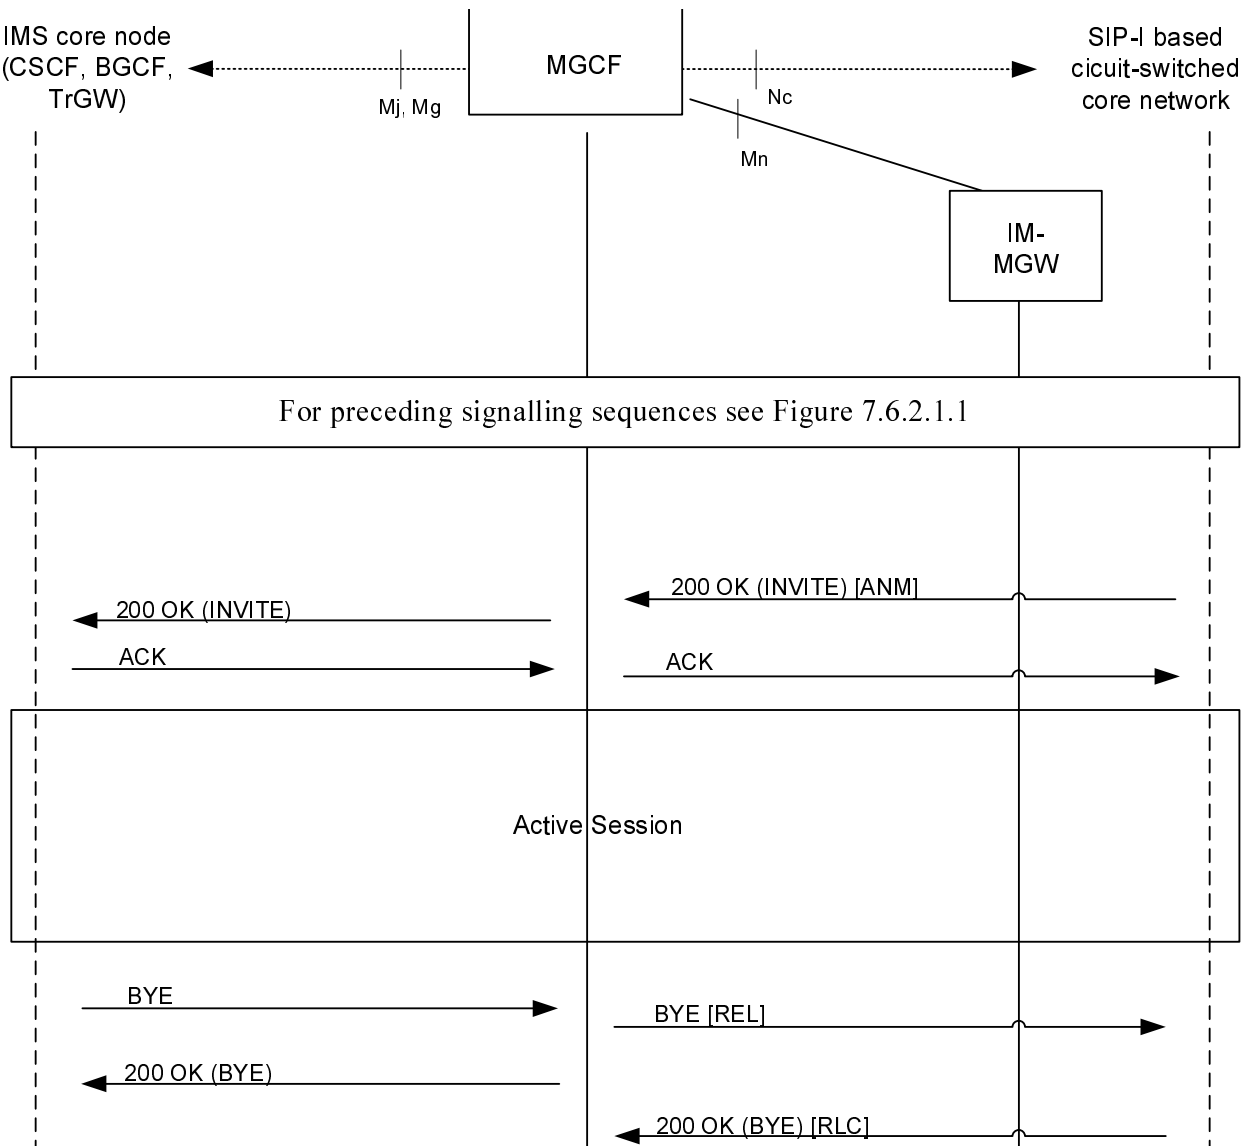 IMS core node
(CSCF, BGCF,
TrGW)
MGCF
SIP-I based
cicuit-switched
core network
Mj, Mg
Nc
Mn
IM-
MGW
For preceding signalling sequences see Figure 7.6.2.1.1
200 OK (INVITE) [ANM]
200 OK (INVITE)
ACK
ACK
Active Session
BYE
BYE [REL]
200 OK (BYE)
200 OK (BYE) [RLC]